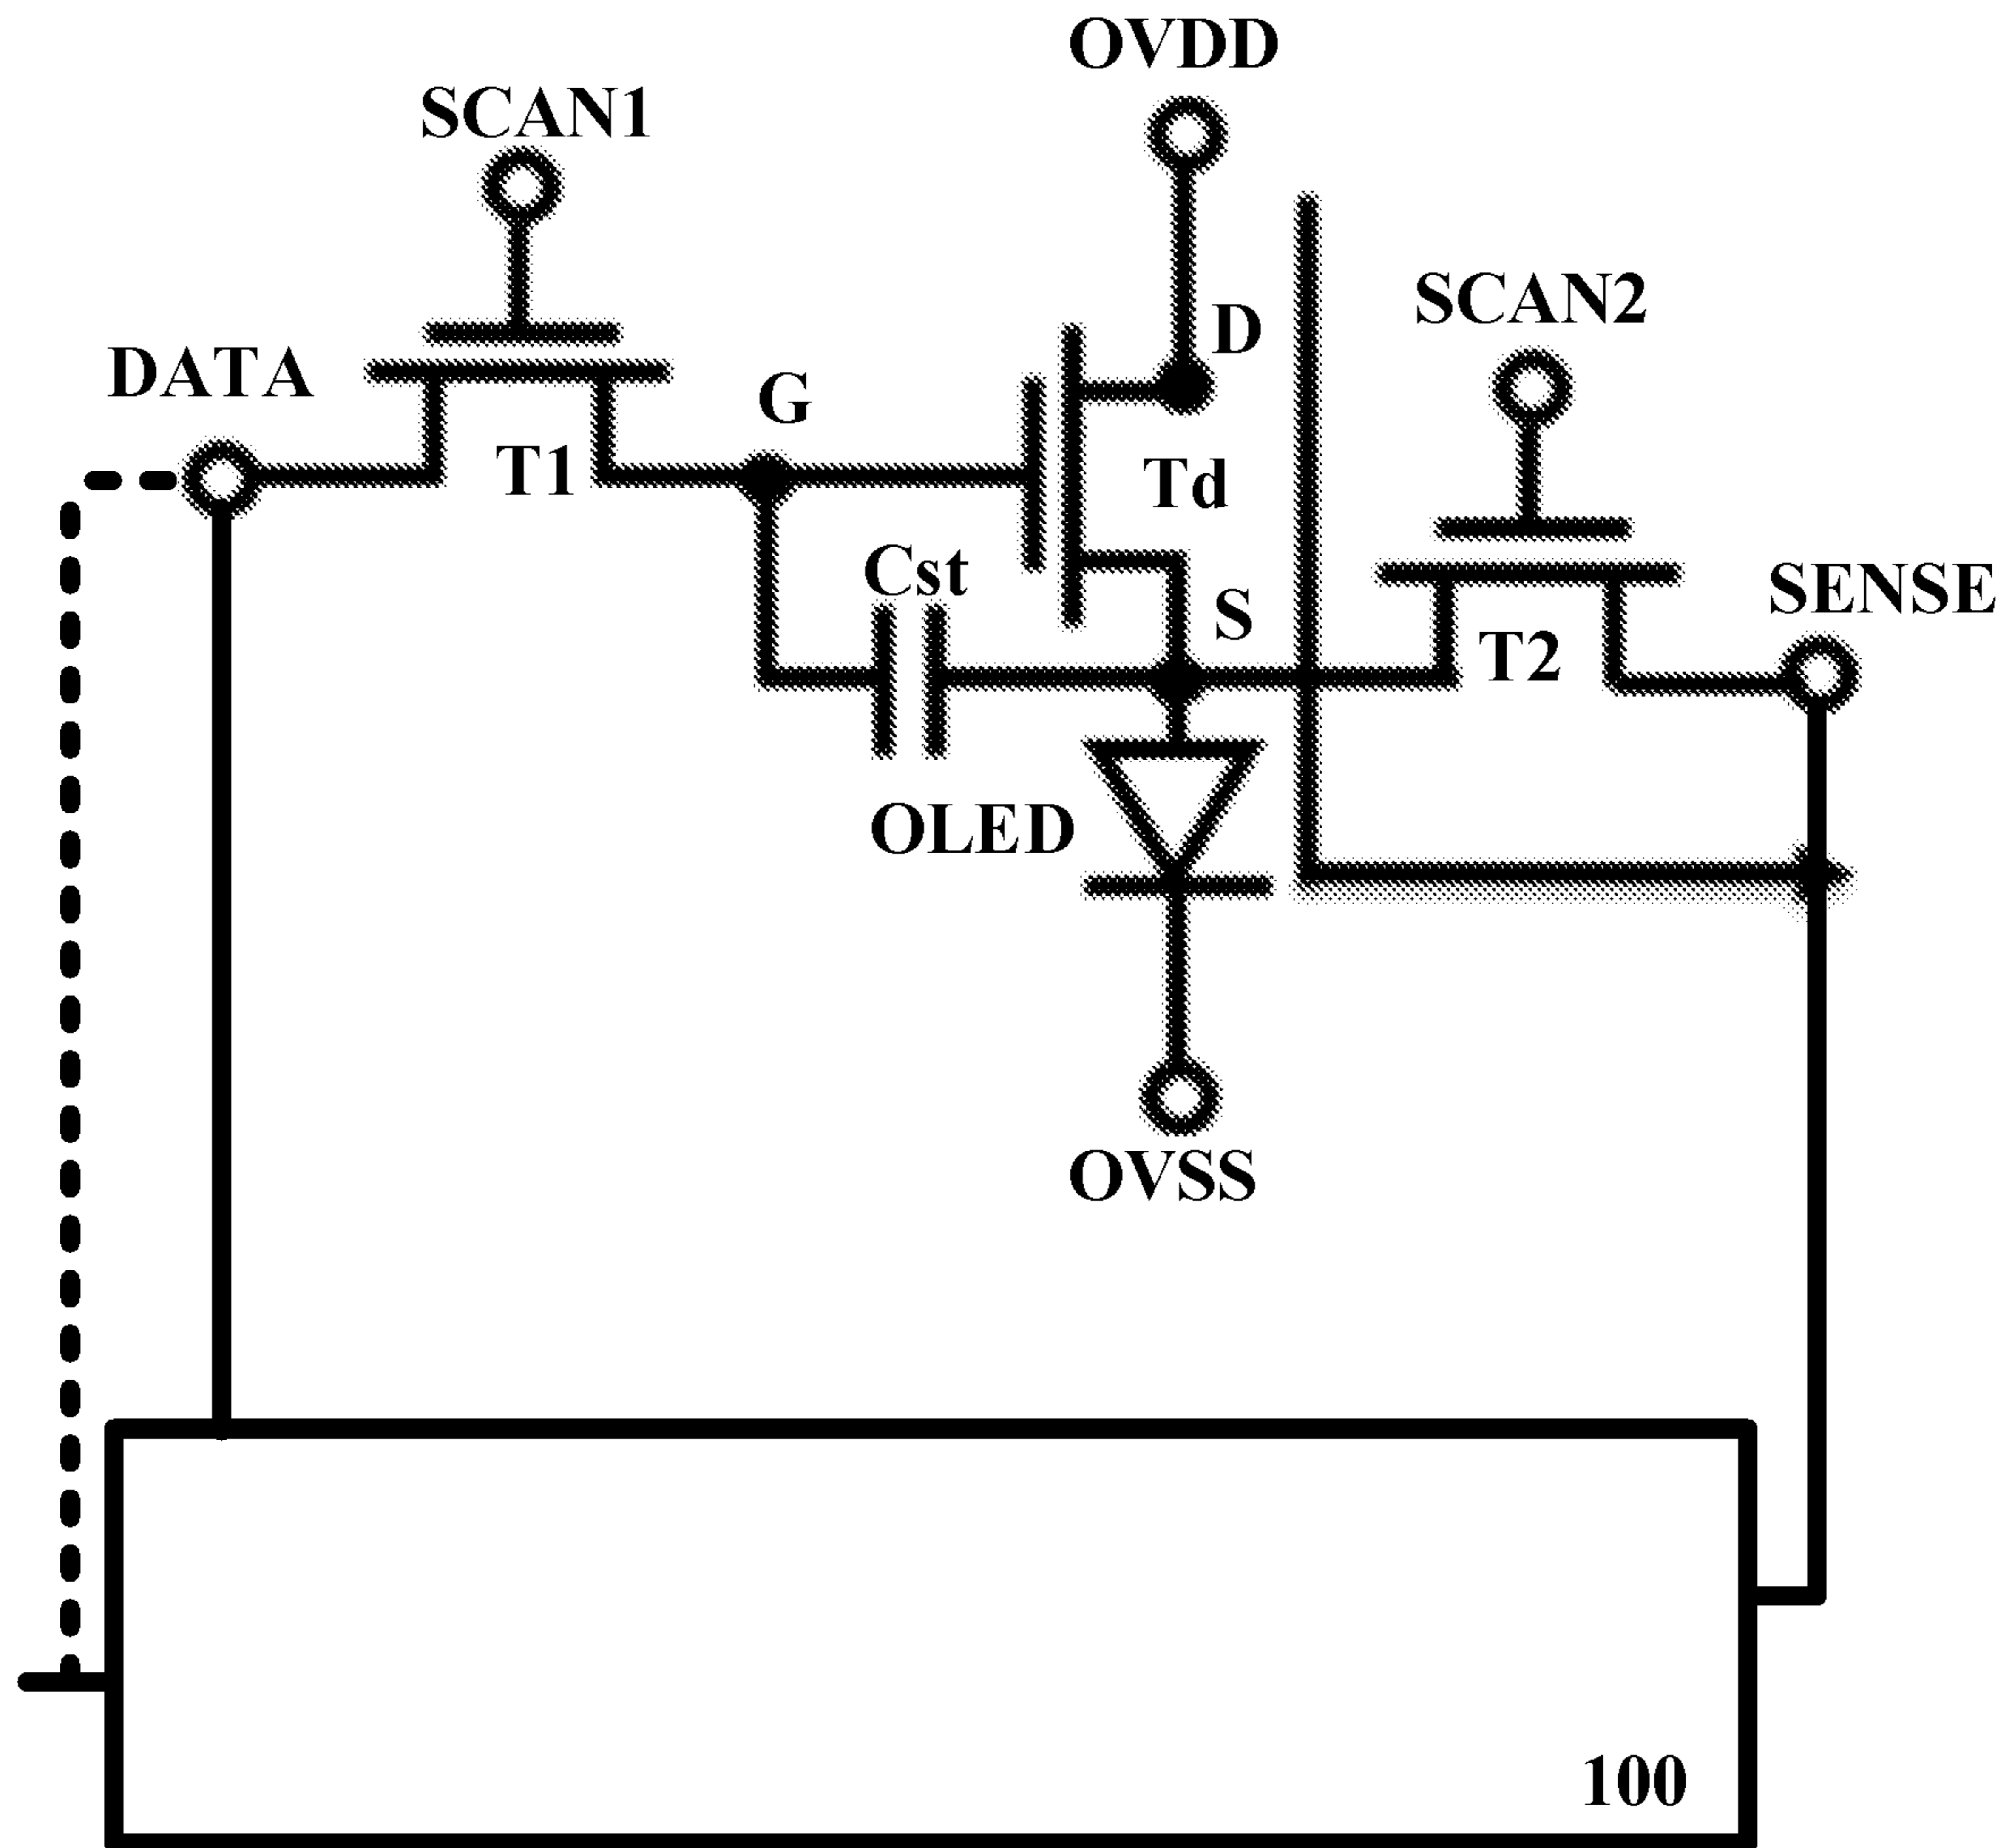 OVDD
SCAN1
SCAN2
D
DATA
G
T1
Td
Cst
S
SENSE
T2
OLED
OVSS
100